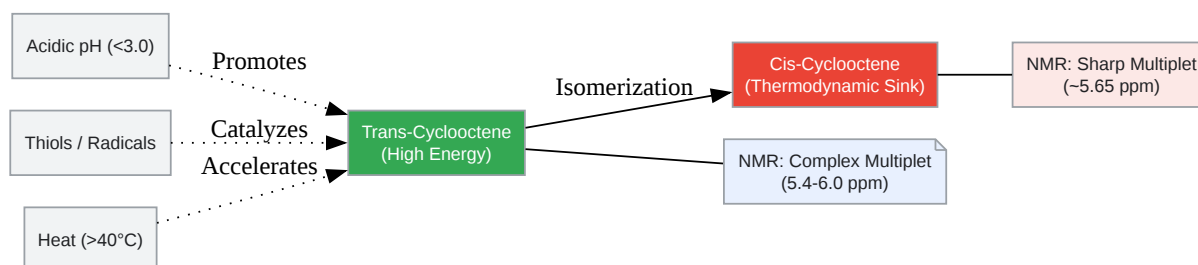 Acidic pH (<3.0)
Promotes
Thiols / Radicals
Catalyzes
Accelerates
Heat (>40°C)
Trans-Cyclooctene
(High Energy)
Isomerization
Cis-Cyclooctene
(Thermodynamic Sink)
NMR: Sharp Multiplet
(~5.65 ppm)
NMR: Complex Multiplet
(5.4-6.0 ppm)